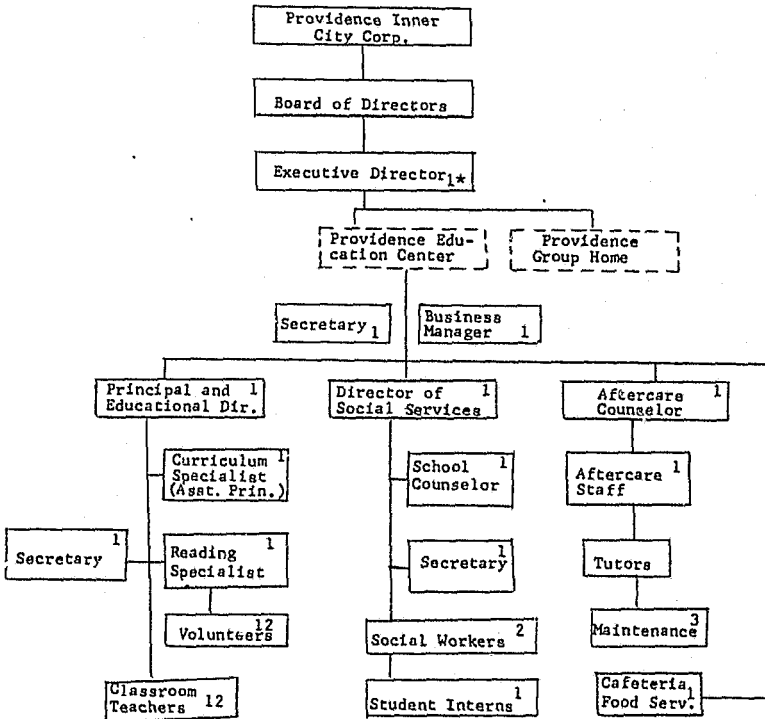 Providence Inner
City Corp.
Board of Directors
Executive Director 1*
Providence Edu-
cation Center
Providence
Group Home
Secretary 1
Business
Manager 1
Principal and 1
Educational Dir.
Director of 1
Social Services
Aftercare 1
Counselor
Curriculum 1
Specialist
(Asst. Prin.)
School 1
Counselor
Aftercare 1
Staff
Secretary 1
Reading 1
Specialist
Secretary 1
Tutors
Volunteers 12
Social Workers 2
Maintenance 3
Classroom
Teachers 12
Student Interns 1
Cafeteria 1
Food Serv.